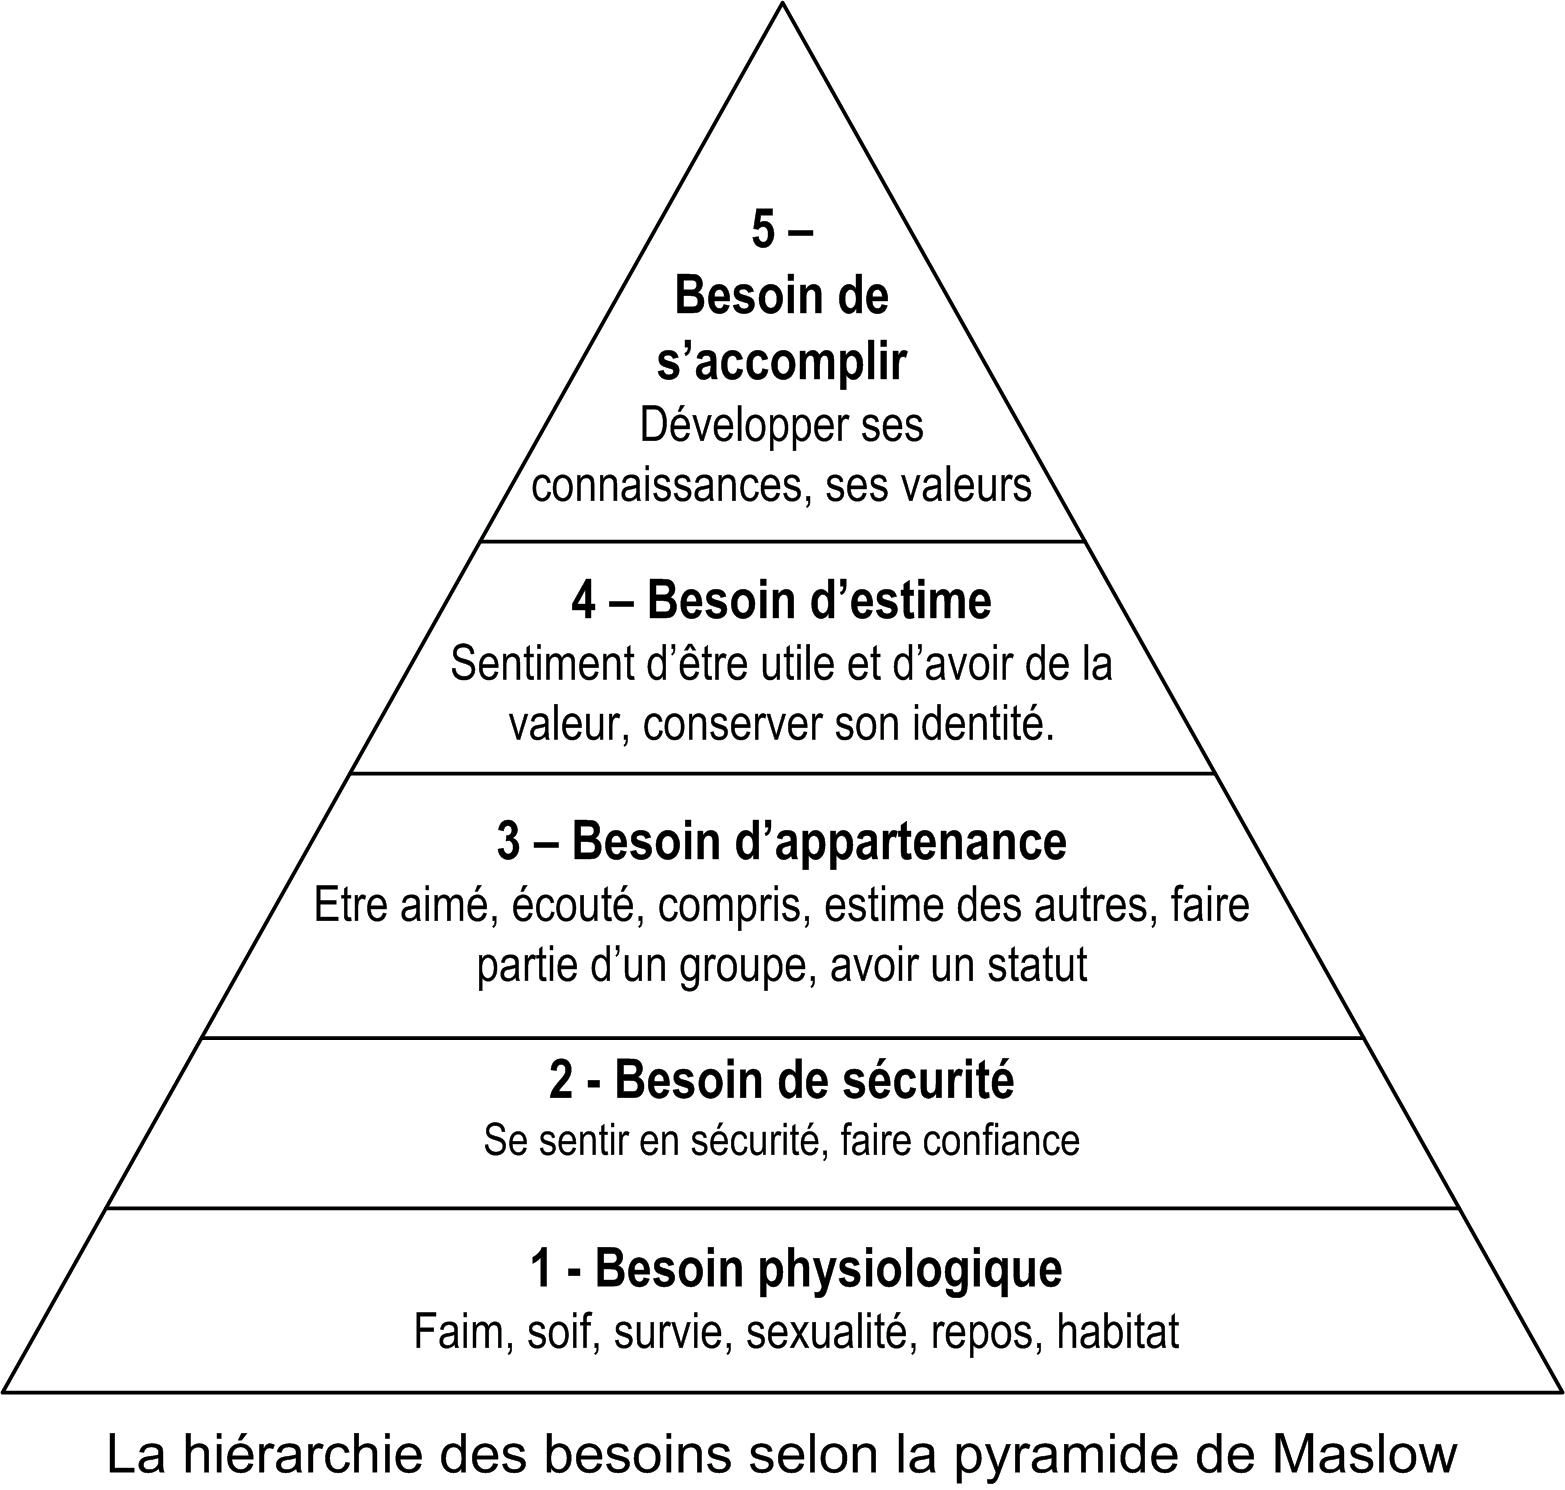 5 –
Besoin de
s’accomplir
Développer ses
connaissances, ses valeurs
4 – Besoin d’estime
Sentiment d’être utile et d’avoir de la
valeur, conserver son identité.
3 – Besoin d’appartenance
Etre aimé, écouté, compris, estime des autres, faire
partie d’un groupe, avoir un statut
2 - Besoin de sécurité
Se sentir en sécurité, faire confiance
1 - Besoin physiologique
Faim, soif, survie, sexualité, repos, habitat
La hiérarchie des besoins selon la pyramide de Maslow